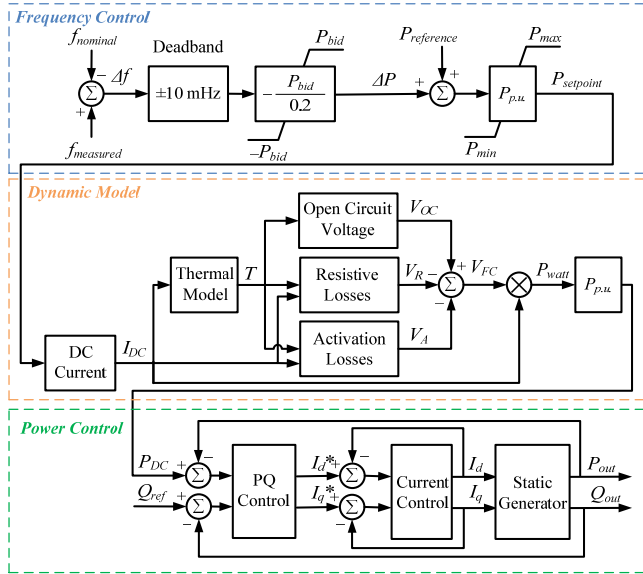 Frequency Control
f_nominal
Deadband
P_bid
P_reference
P_max
− Δf
±10 mHz
− P_bid / 0.2
ΔP
+ +
P_p.u.
P_setpoint
Σ
Σ
+
f_measured
−P_bid
P_min
Dynamic Model
Open Circuit
Voltage
V_OC
Thermal
Model
T
Resistive
Losses
V_R − + Σ
V_FC
P_watt
P_p.u.
−
DC
Current
I_DC
Activation
Losses
V_A
Power Control
P_DC + − Σ
PQ
Control
I_d* + − Σ
Current
Control
I_d
Static
Generator
P_out
Q_ref + Σ −
I_q* + Σ −
I_q
Q_out